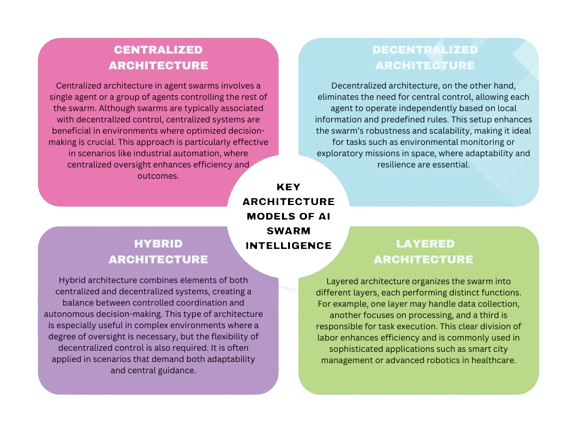 CENTRALIZED
ARCHITECTURE
Centralized architecture in agent swarms involves a
single agent or a group of agents controlling the rest of
the swarm. Although swarms are typically associated
with decentralized control, centralized systems are
beneficial in environments where optimized decision-
making is crucial. This approach is particularly effective
in scenarios like industrial automation, where
centralized oversight enhances efficiency and
outcomes.
DECENTRALIZED
ARCHITECTURE
Decentralized architecture, on the other hand,
eliminates the need for central control, allowing each
agent to operate independently based on local
information and predefined rules. This setup enhances
the swarm's robustness and scalability, making it ideal
for tasks such as environmental monitoring or
exploratory missions in space, where adaptability and
resilience are essential.
KEY
ARCHITECTURE
MODELS OF AI
SWARM
INTELLIGENCE
HYBRID
ARCHITECTURE
Hybrid architecture combines elements of both
centralized and decentralized systems, creating a
balance between controlled coordination and
autonomous decision-making. This type of architecture
is especially useful in complex environments where a
degree of oversight is necessary, but the flexibility of
decentralized control is also required. It is often
applied in scenarios that demand both adaptability
and central guidance.
LAYERED
ARCHITECTURE
Layered architecture organizes the swarm into
different layers, each performing distinct functions.
For example, one layer may handle data collection,
another focuses on processing, and a third is
responsible for task execution. This clear division of
labor enhances efficiency and is commonly used in
sophisticated applications such as smart city
management or advanced robotics in healthcare.